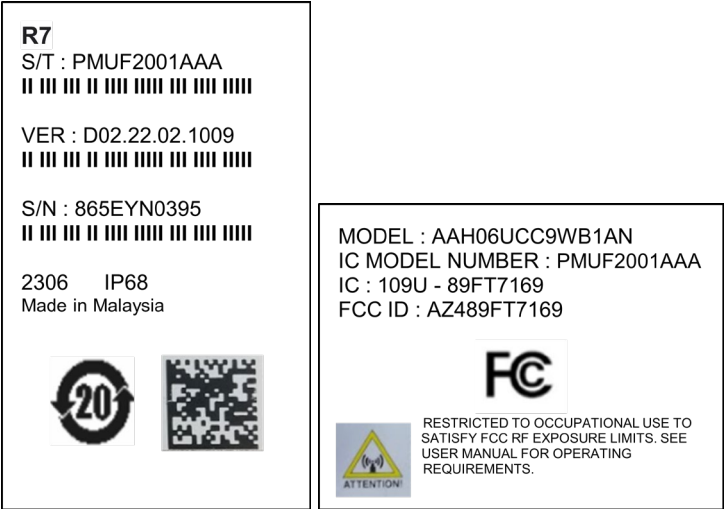 R7
S/T : PMUF2001AAA
VER : D02.22.02.1009
S/N : 865EYN0395
2306 IP68
Made in Malaysia
20
MODEL : AAH06UCC9WB1AN
IC MODEL NUMBER : PMUF2001AAA
IC : 109U - 89FT7169
FCC ID : AZ489FT7169
FC
RESTRICTED TO OCCUPATIONAL USE TO
SATISFY FCC RF EXPOSURE LIMITS. SEE
USER MANUAL FOR OPERATING
REQUIREMENTS.
ATTENTION!